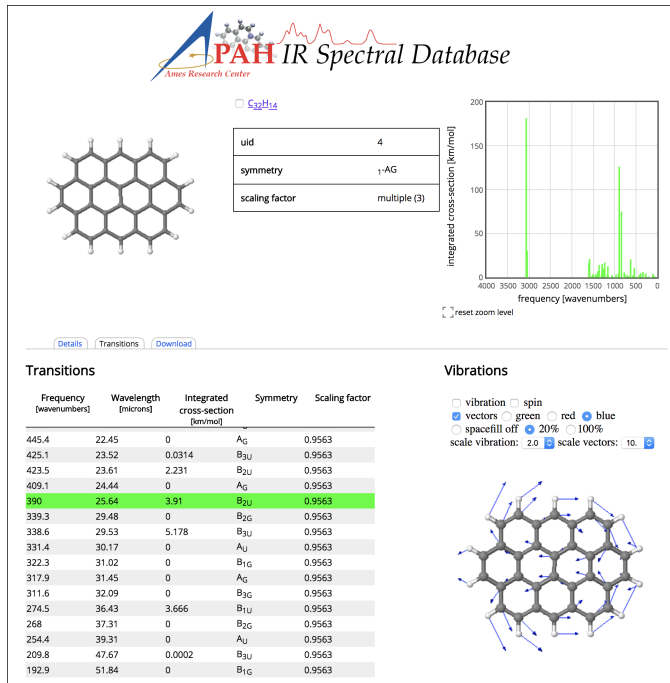 PAH IR Spectral Database
Ames Research Center
C32H14
uid 4
symmetry 1-AG
scaling factor multiple (3)
integrated cross-section [km/mol]
200
150
100
50
0
4000 3500 3000 2500 2000 1500 1000 500 0
frequency [wavenumbers]
reset zoom level
Details Transitions Download
Transitions
Frequency [wavenumbers] Wavelength [microns] Integrated cross-section [km/mol] Symmetry Scaling factor
445.4 22.45 0 AG 0.9563
425.1 23.52 0.0314 B3U 0.9563
423.5 23.61 2.231 B2U 0.9563
409.1 24.44 0 AG 0.9563
390 25.64 3.91 B2U 0.9563
339.3 29.48 0 B2G 0.9563
338.6 29.53 5.178 B3U 0.9563
331.4 30.17 0 AU 0.9563
322.3 31.02 0 B1G 0.9563
317.9 31.45 0 AG 0.9563
311.6 32.09 0 B3G 0.9563
274.5 36.43 3.666 B1U 0.9563
268 37.31 0 B2G 0.9563
254.4 39.31 0 AU 0.9563
209.8 47.67 0.0002 B3U 0.9563
192.9 51.84 0 B1G 0.9563
Vibrations
vibration spin
vectors green red blue
spacefill off 20% 100%
scale vibration: 2.0 scale vectors: 10.